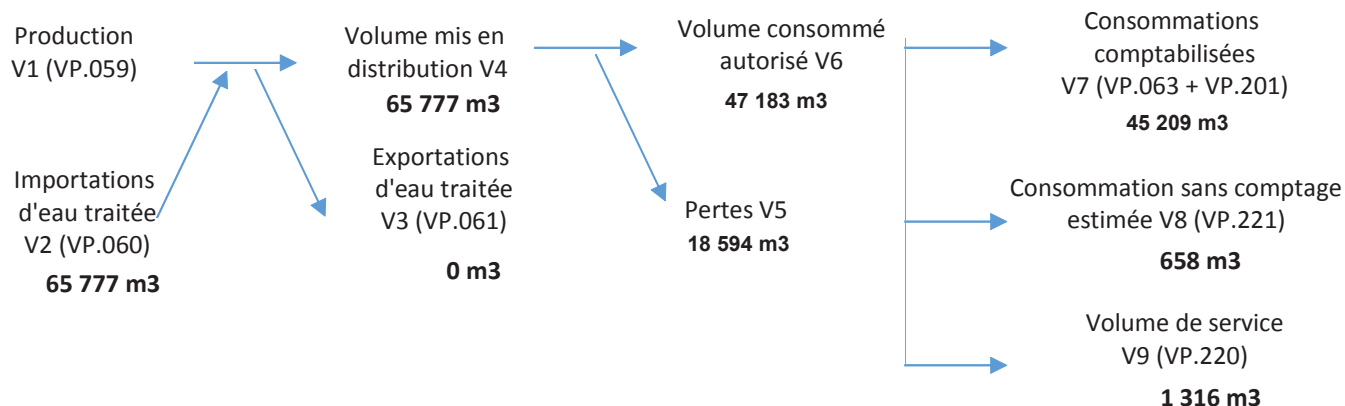 Production
V1 (VP.059)
Importations
d'eau traitée
V2 (VP.060)
65 777 m3
Volume mis en
distribution V4
65 777 m3
Exportations
d'eau traitée
V3 (VP.061)
0 m3
Volume consommé
autorisé V6
47 183 m3
Pertes V5
18 594 m3
Consommations
comptabilisées
V7 (VP.063 + VP.201)
45 209 m3
Consommation sans comptage
estimée V8 (VP.221)
658 m3
Volume de service
V9 (VP.220)
1 316 m3